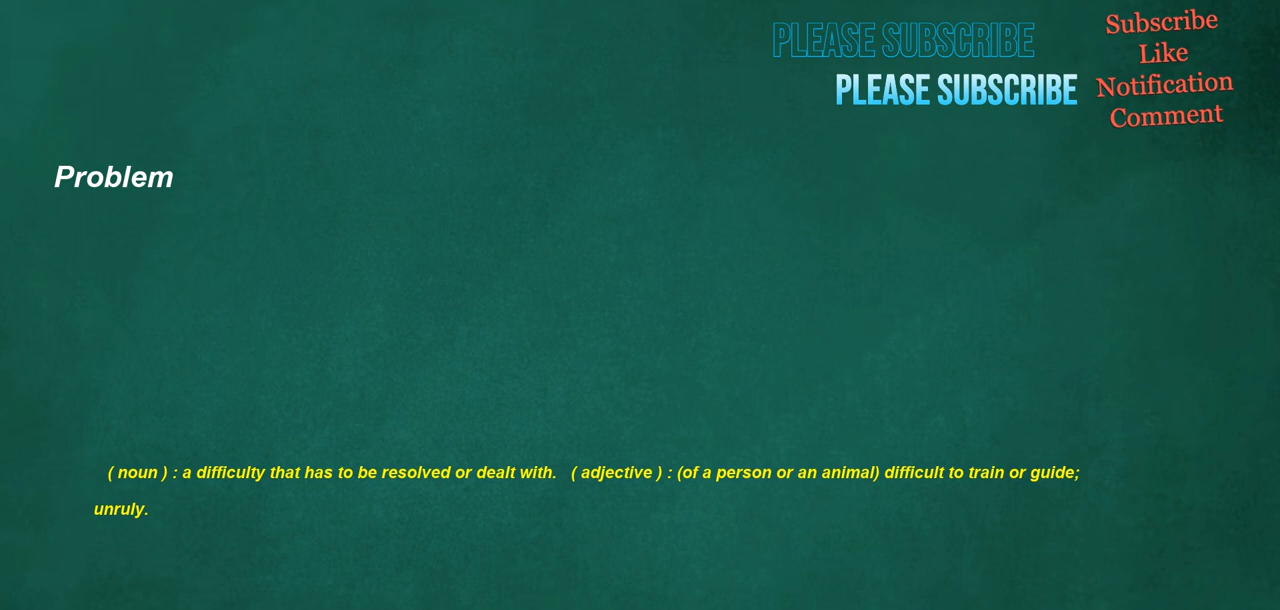 PLEASE SUBSCRIBE
PLEASE SUBSCRIBE
Subscribe
Like
Notification
Comment
Problem
( noun ) : a difficulty that has to be resolved or dealt with. ( adjective ) : (of a person or an animal) difficult to train or guide;
unruly.